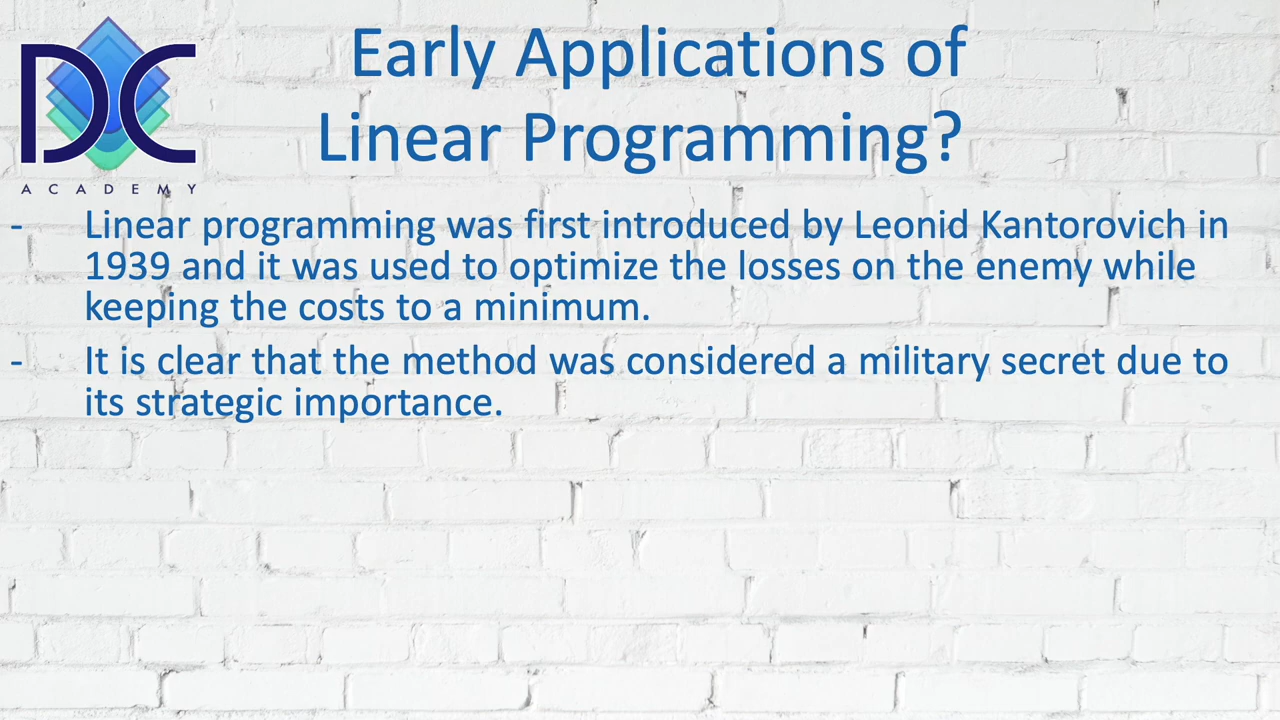 DC
ACADEMY
Early Applications of
Linear Programming?
- Linear programming was first introduced by Leonid Kantorovich in
1939 and it was used to optimize the losses on the enemy while
keeping the costs to a minimum.
- It is clear that the method was considered a military secret due to
its strategic importance.